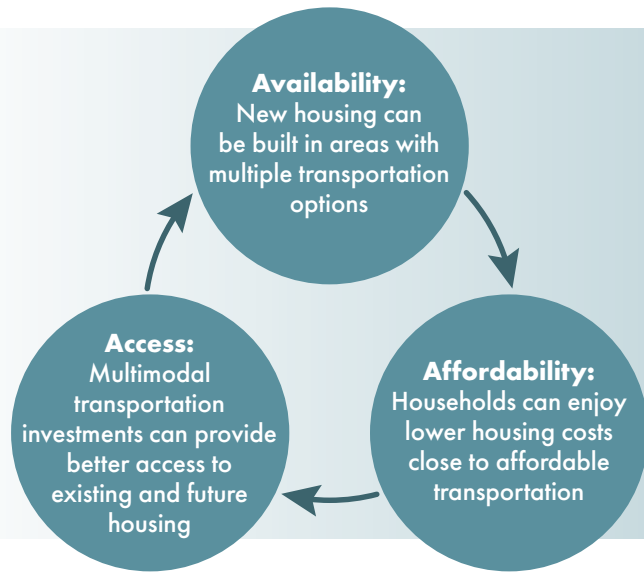 Availability:
New housing can
be built in areas with
multiple transportation
options
Affordability:
Households can enjoy
lower housing costs
close to affordable
transportation
Access:
Multimodal
transportation
investments can provide
better access to
existing and future
housing